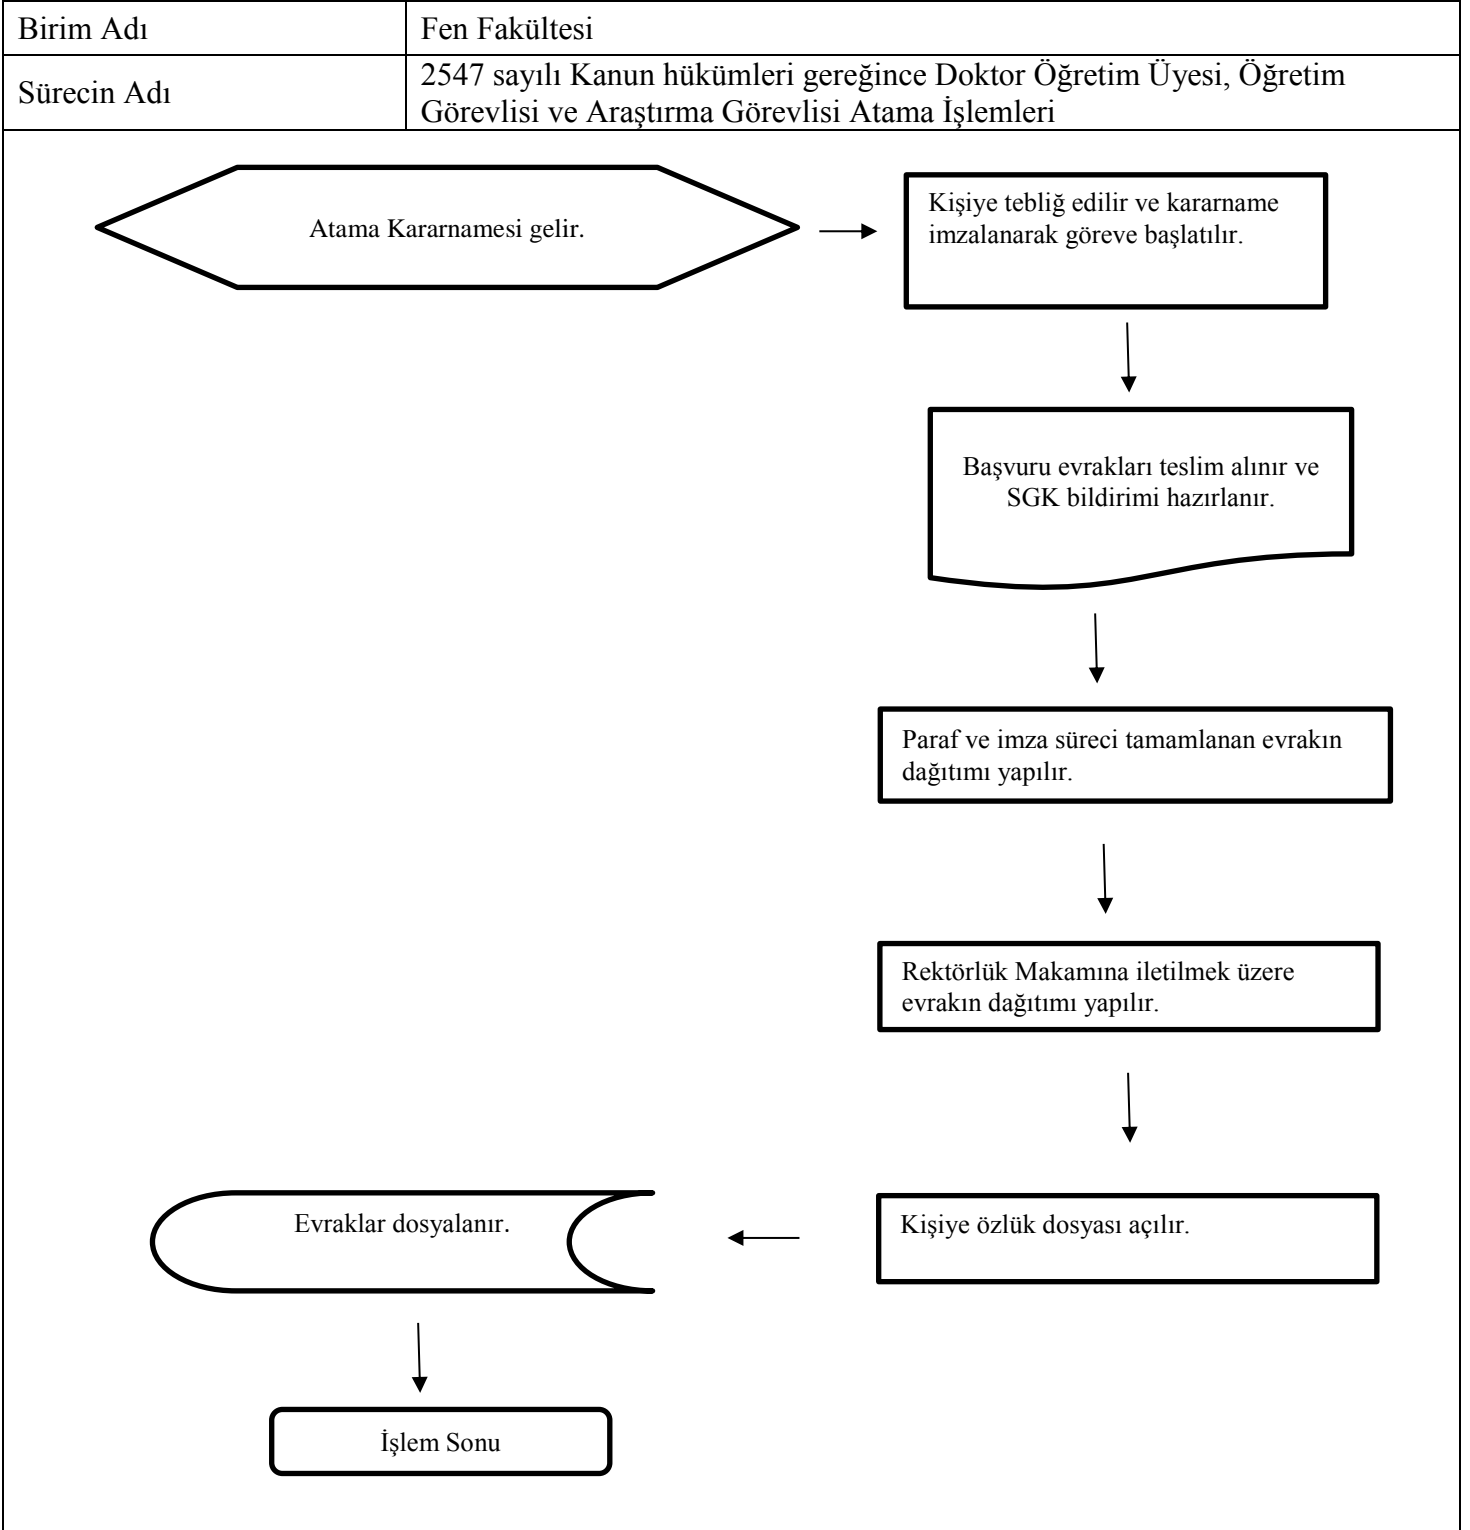 Birim Adı
Fen Fakültesi
Sürecin Adı
2547 sayılı Kanun hükümleri gereğince Doktor Öğretim Üyesi, Öğretim
Görevlisi ve Araştırma Görevlisi Atama İşlemleri
Atama Kararnamesi gelir.
Kişiye tebliğ edilir ve kararname
imzalanarak göreve başlatılır.
Başvuru evrakları teslim alınır ve
SGK bildirimi hazırlanır.
Paraf ve imza süreci tamamlanan evrakın
dağıtımı yapılır.
Rektörlük Makamına iletilmek üzere
evrakın dağıtımı yapılır.
Kişiye özlük dosyası açılır.
Evraklar dosyalanır.
İşlem Sonu